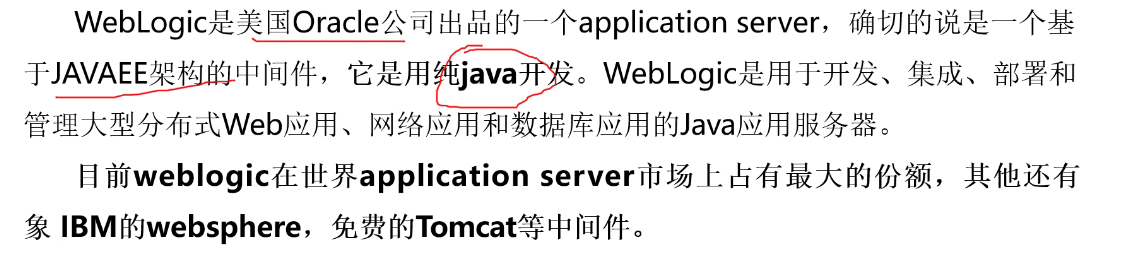 WebLogic是美国Oracle公司出品的一个application server，确切的说是一个基
于JAVAEE架构的中间件，它是用纯java开发。WebLogic是用于开发、集成、部署和
管理大型分布式Web应用、网络应用和数据库应用的Java应用服务器。
目前weblogic在世界application server市场上占有最大的份额，其他还有
象 IBM的websphere，免费的Tomcat等中间件。